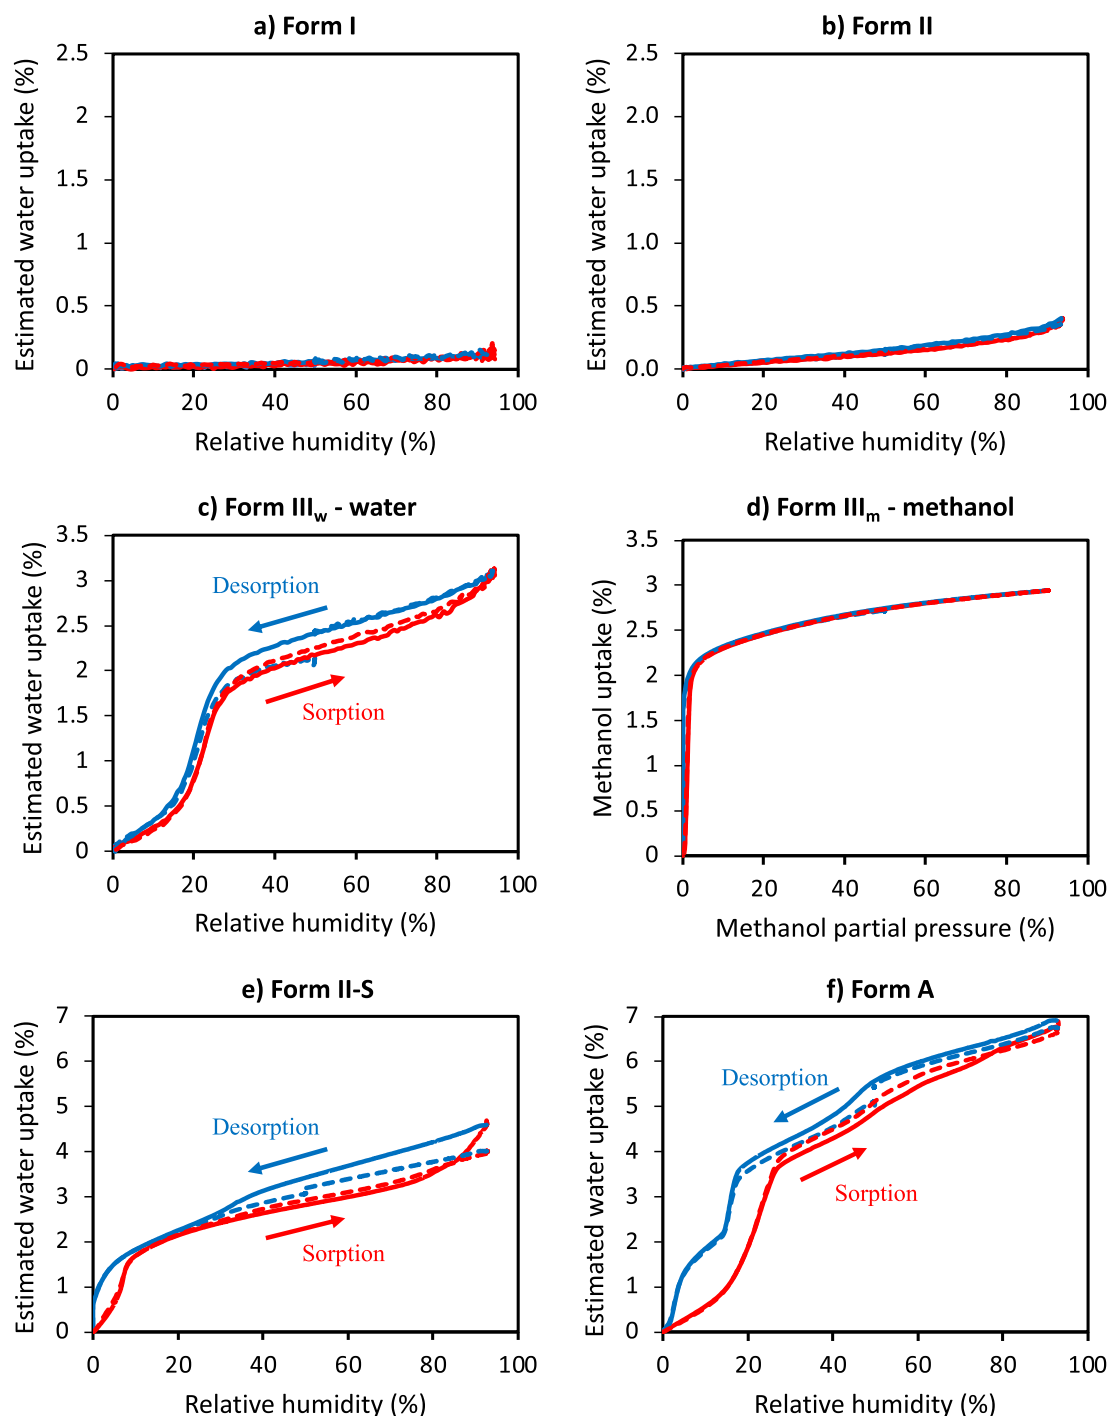 a) Form I
Estimated water uptake (%)
2.5
2
1.5
1
0.5
0
0 20 40 60 80 100
Relative humidity (%)
b) Form II
Estimated water uptake (%)
2.5
2.0
1.5
1.0
0.5
0.0
0 20 40 60 80 100
Relative humidity (%)
c) Form IIIw - water
Estimated water uptake (%)
3.5
3
2.5
2
1.5
1
0.5
0
Desorption
Sorption
0 20 40 60 80 100
Relative humidity (%)
d) Form IIIm - methanol
Methanol uptake (%)
3.5
3
2.5
2
1.5
1
0.5
0
0 20 40 60 80 100
Methanol partial pressure (%)
e) Form II-S
Estimated water uptake (%)
7
6
5
4
3
2
1
0
Desorption
Sorption
0 20 40 60 80 100
Relative humidity (%)
f) Form A
Estimated water uptake (%)
7
6
5
4
3
2
1
0
Desorption
Sorption
0 20 40 60 80 100
Relative humidity (%)